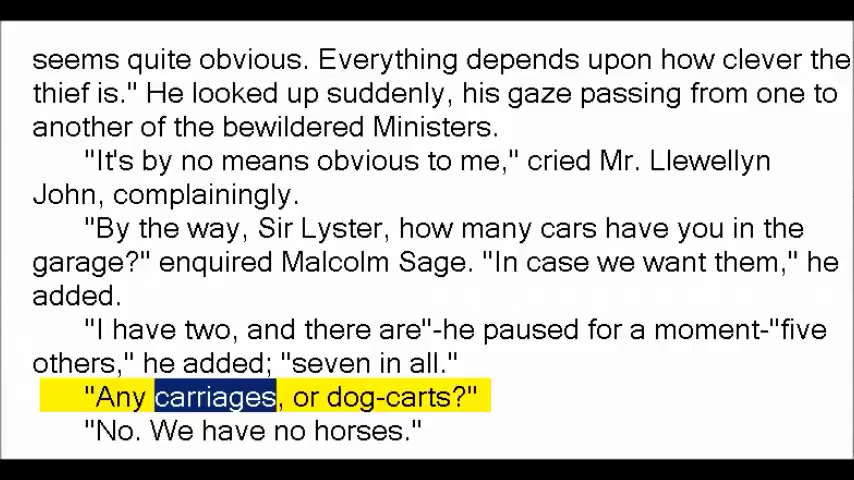 seems quite obvious. Everything depends upon how clever the
thief is." He looked up suddenly, his gaze passing from one to
another of the bewildered Ministers.
"It's by no means obvious to me," cried Mr. Llewellyn
John, complainingly.
"By the way, Sir Lyster, how many cars have you in the
garage?" enquired Malcolm Sage. "In case we want them," he
added.
"I have two, and there are"-he paused for a moment-"five
others," he added; "seven in all."
"Any carriages, or dog-carts?"
"No. We have no horses."